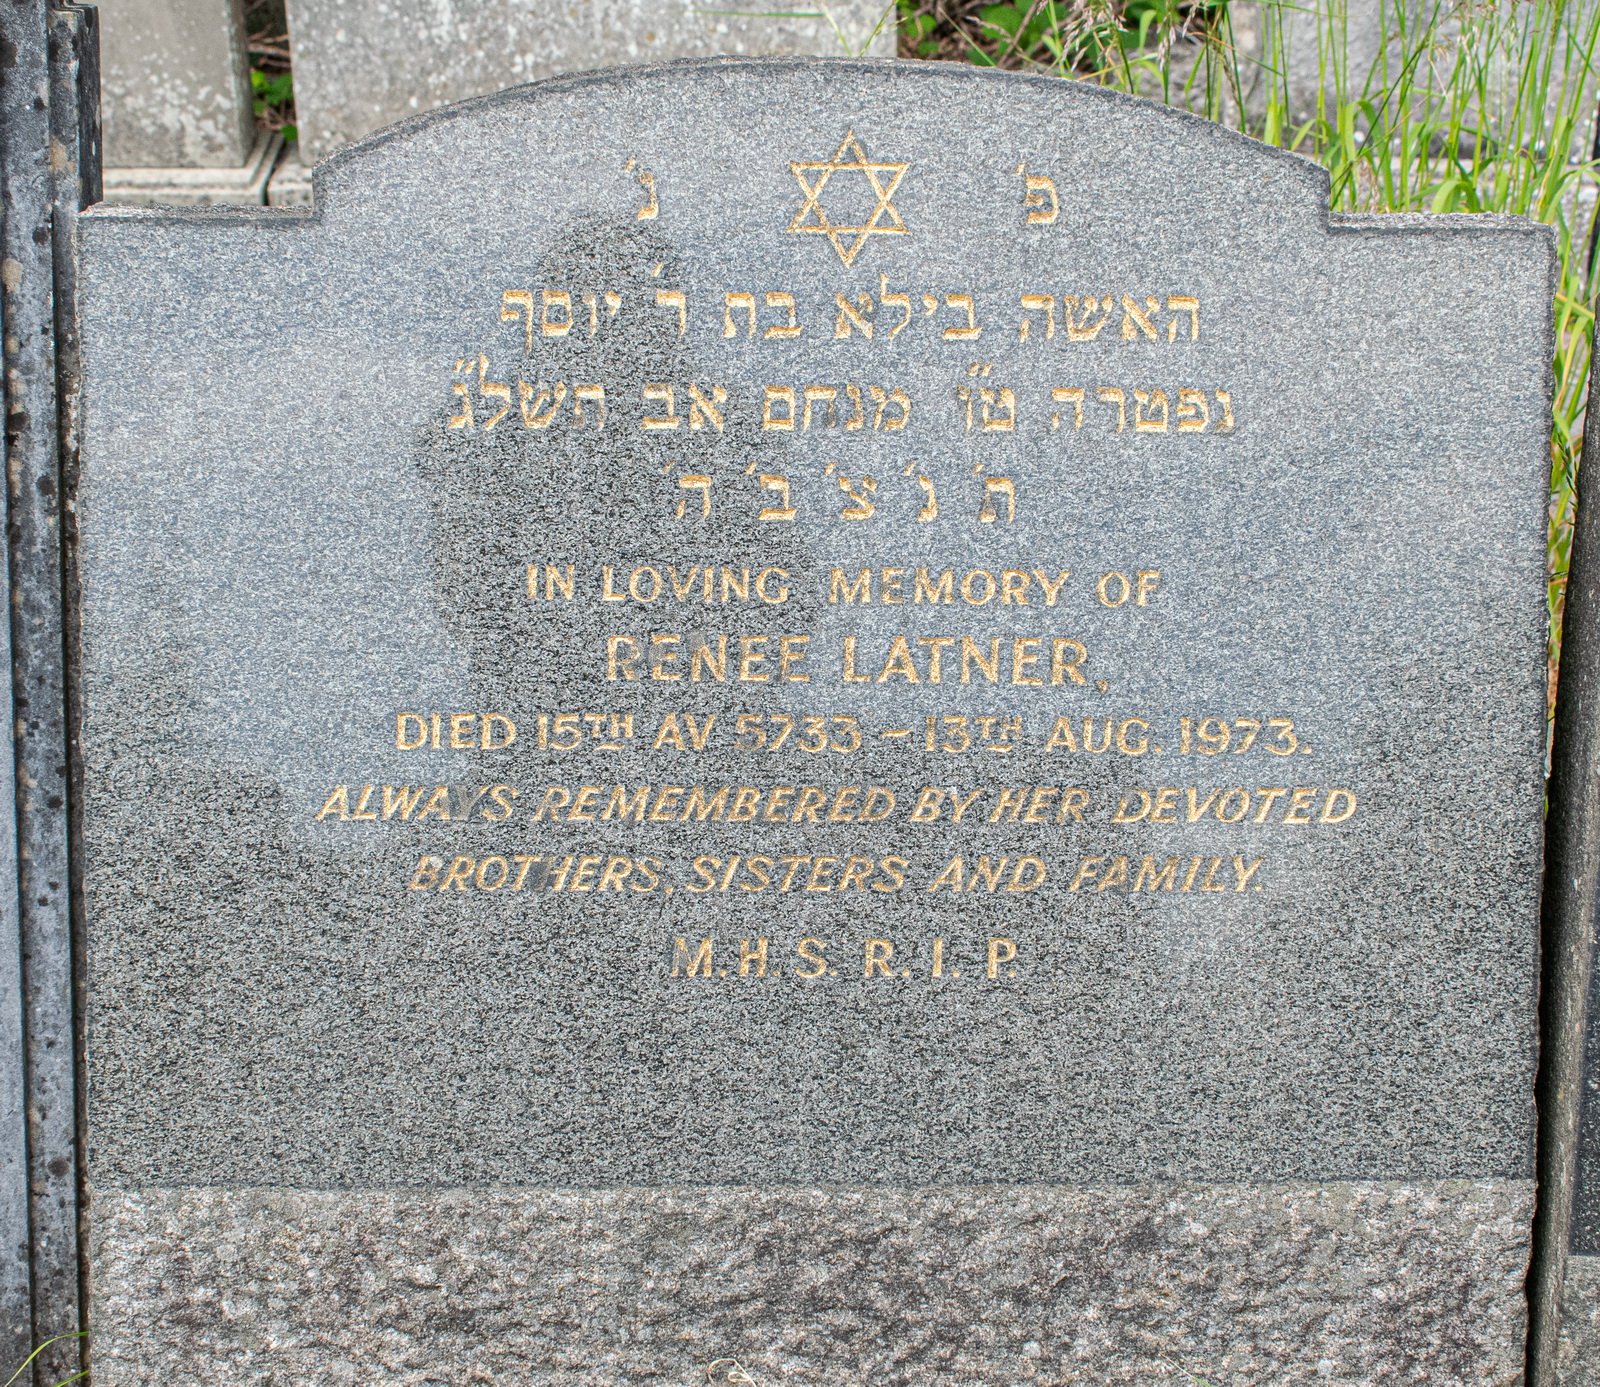 פ׳ נ׳
האשה בילא בת ר׳ יוסף
נפטרה ט״ו מנחם אב תשל״ג
ת׳ נ׳ צ׳ ב׳ ה׳
IN LOVING MEMORY OF
RENEE LATNER,
DIED 15TH AV 5733 - 13TH AUG. 1973.
ALWAYS REMEMBERED BY HER DEVOTED
BROTHERS, SISTERS AND FAMILY.
M.H.S.R.I.P.